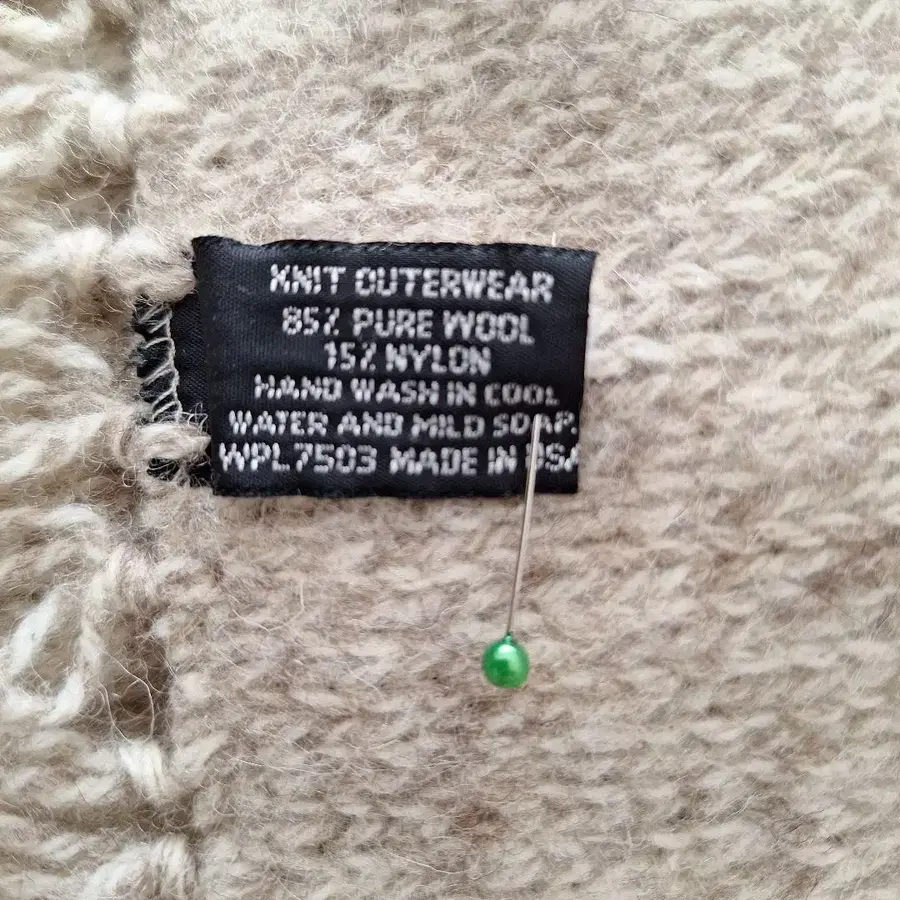 KNIT OUTERWEAR
85% PURE WOOL
15% NYLON
HAND WASH IN COOL
WATER AND MILD SOAP.
WPL7503 MADE IN USA